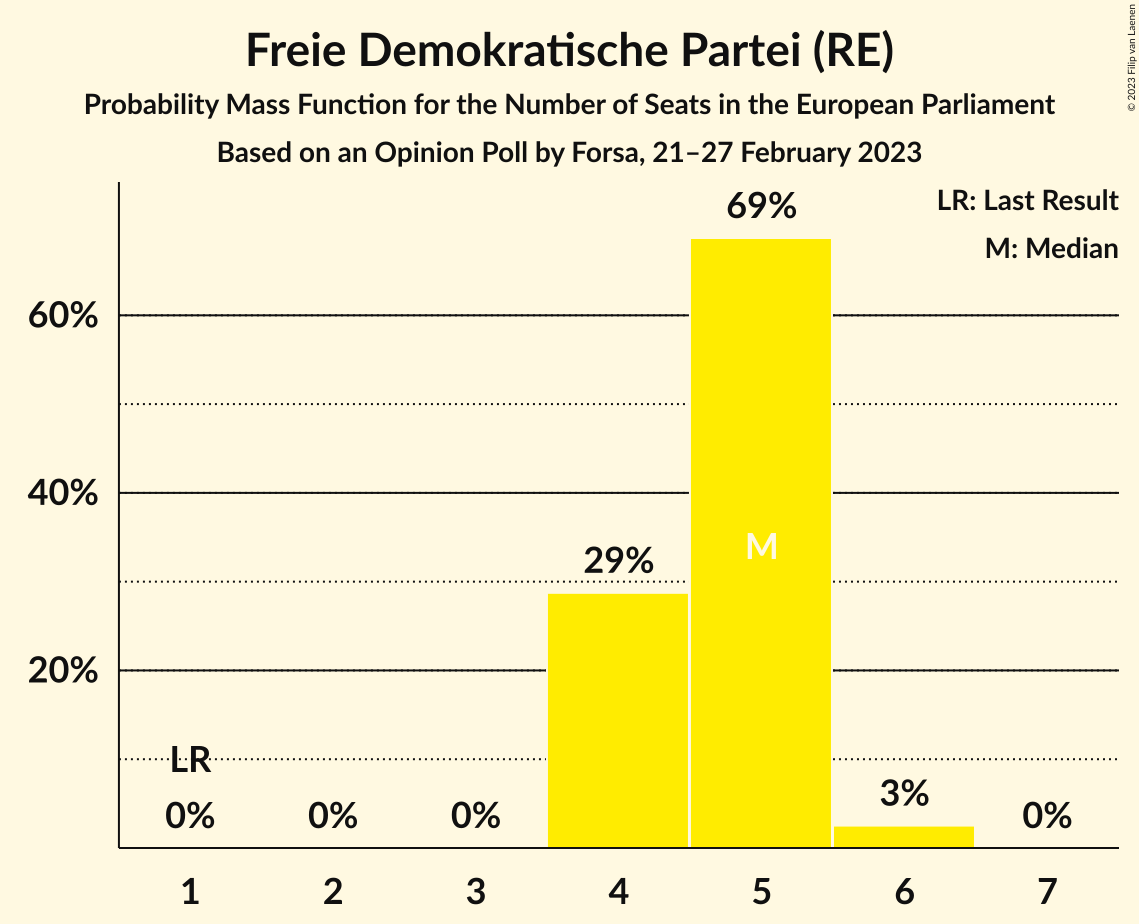 Freie Demokratische Partei (RE)
Probability Mass Function for the Number of Seats in the European Parliament
Based on an Opinion Poll by Forsa, 21–27 February 2023
© 2023 Filip van Laenen
LR: Last Result
M: Median
69%
60%
40%
M
29%
20%
LR
3%
0% 0% 0% 0%
1 2 3 4 5 6 7